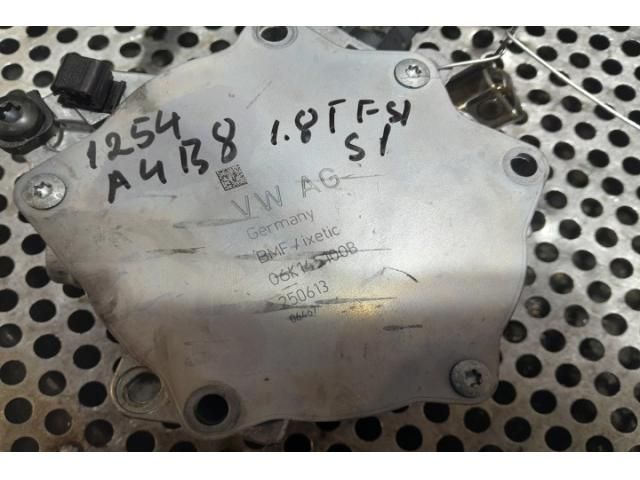 1254
A4B8 1.8TFSI
S1
VW AG
Germany
BMF / ixetic
250613